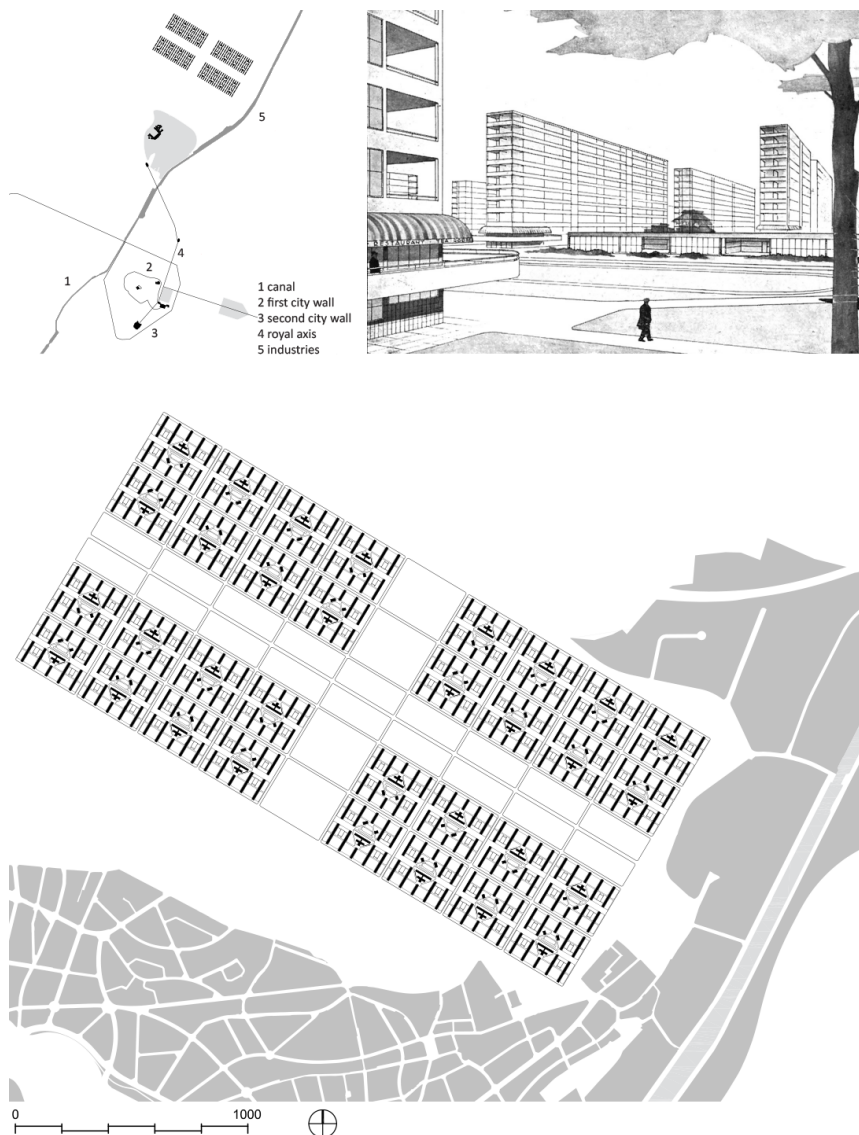 5
4
1
2
3
1 canal
2 first city wall
3 second city wall
4 royal axis
5 industries
RESTAURANT
0
1000